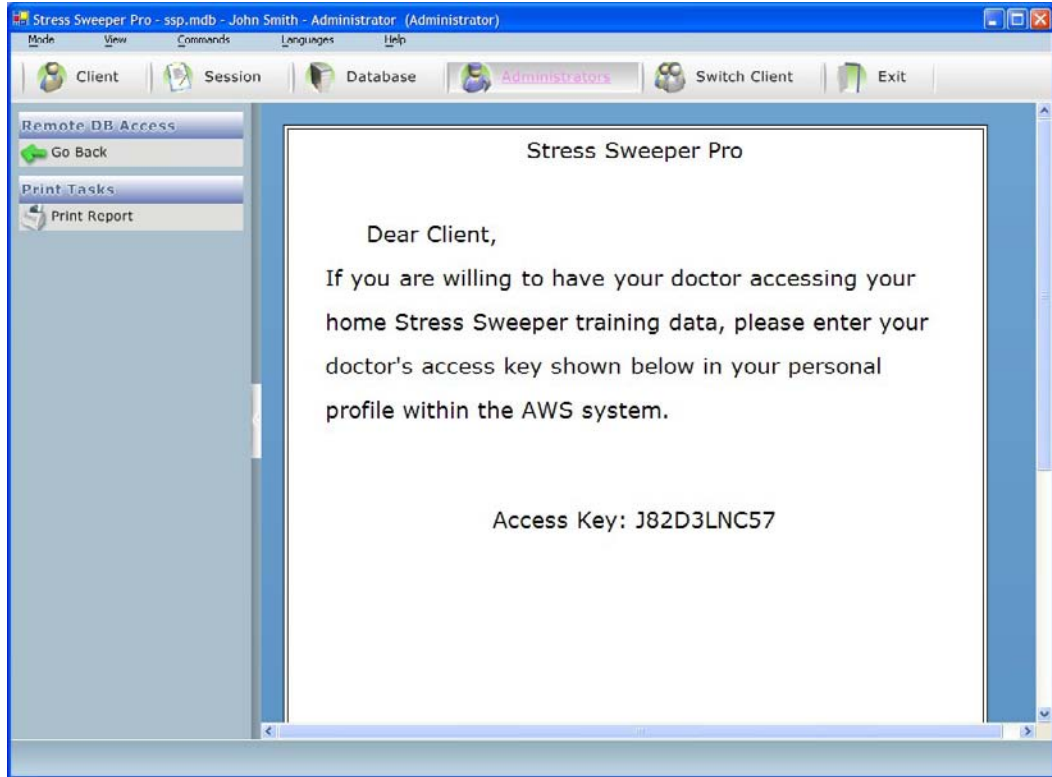 Stress Sweeper Pro - ssp.mdb - John Smith - Administrator (Administrator)
Mode View Commands Languages Help
Client Session Database Administrators Switch Client Exit
Remote DB Access
Go Back
Print Tasks
Print Report
Stress Sweeper Pro
Dear Client,
If you are willing to have your doctor accessing your
home Stress Sweeper training data, please enter your
doctor's access key shown below in your personal
profile within the AWS system.
Access Key: J82D3LNC57